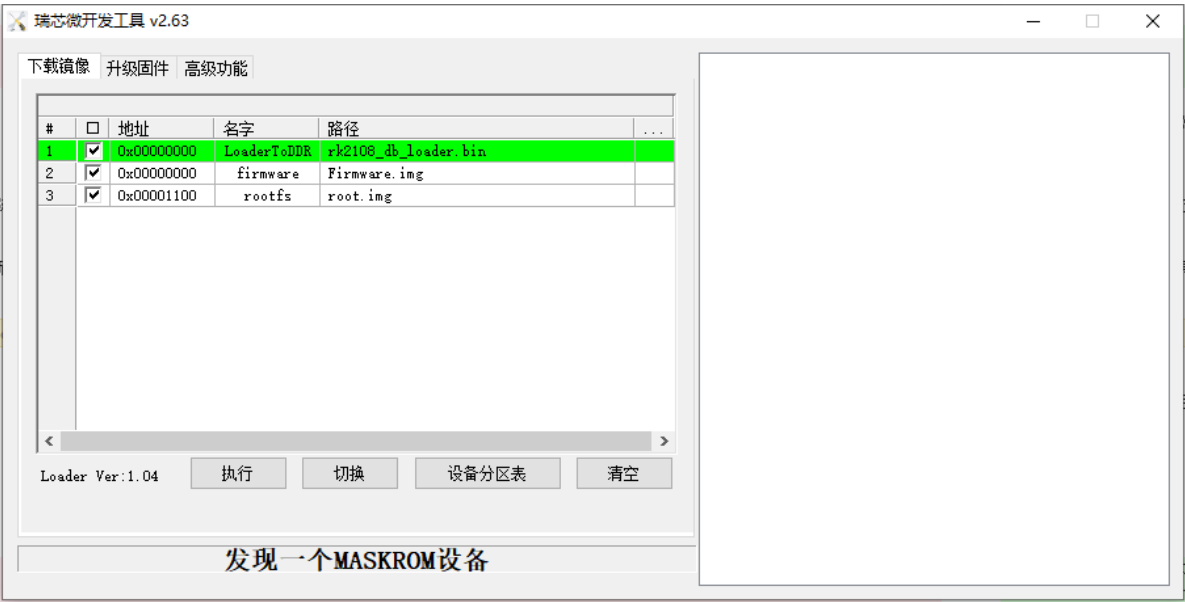 瑞芯微开发工具 v2.63
下载镜像 升级固件 高级功能
# 地址 名字 路径 ...
1 0x00000000 LoaderToDDR rk2108_db_loader.bin
2 0x00000000 firmware Firmware.img
3 0x00001100 rootfs root.img
Loader Ver:1.04 执行 切换 设备分区表 清空
发现一个MASKROM设备